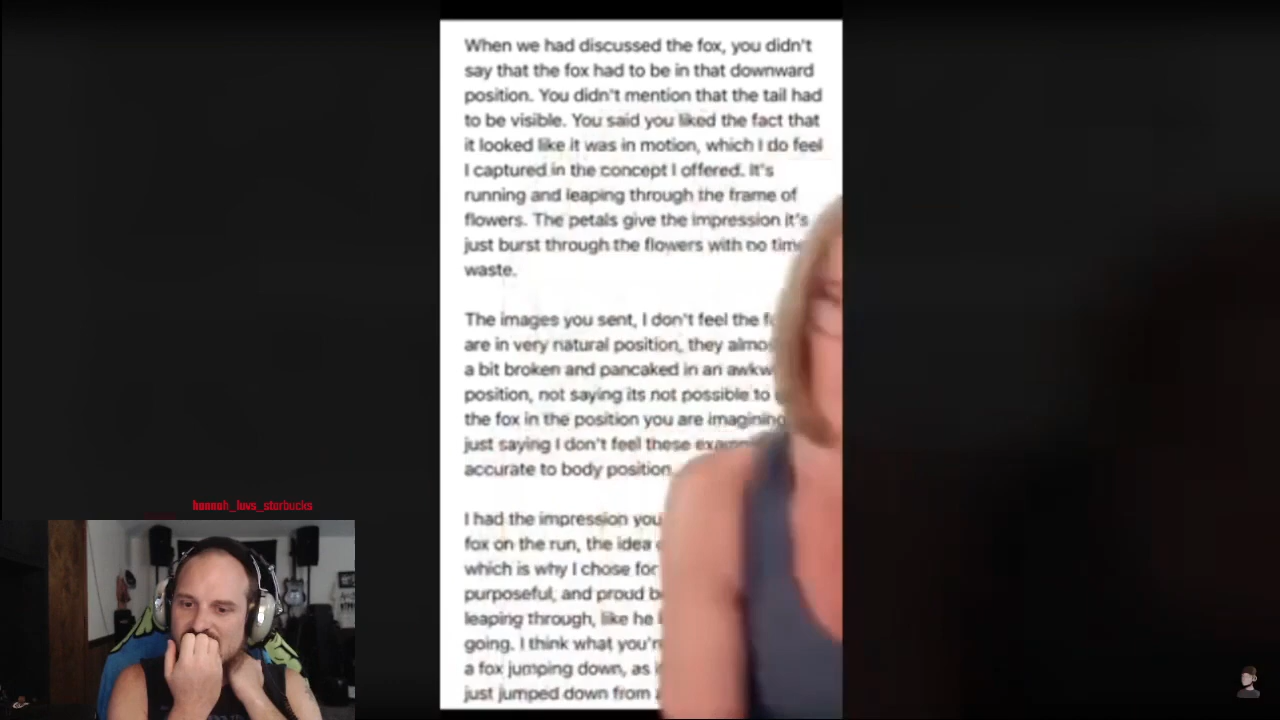 When we had discussed the fox, you didn't
say that the fox had to be in that downward
position. You didn't mention that the tail had
to be visible. You said you liked the fact that
it looked like it was in motion, which I do feel
I captured in the concept I offered. It's
running and leaping through the frame of
flowers. The petals give the impression it's
just burst through the flowers with no
waste.
The images you sent, I don't feel the
are in very natural position, they
a bit broken and pancaked in an
position, not saying its not possible to
the fox in the position you are imagining
just saying I don't feel these
accurate to body position.
I had the impression you
fox on the run, the idea
which is why I chose for
purposeful, and proud
leaping through, like he
going. I think what
a fox jumping down, as
just jumped down from
hannah_luvs_starbucks